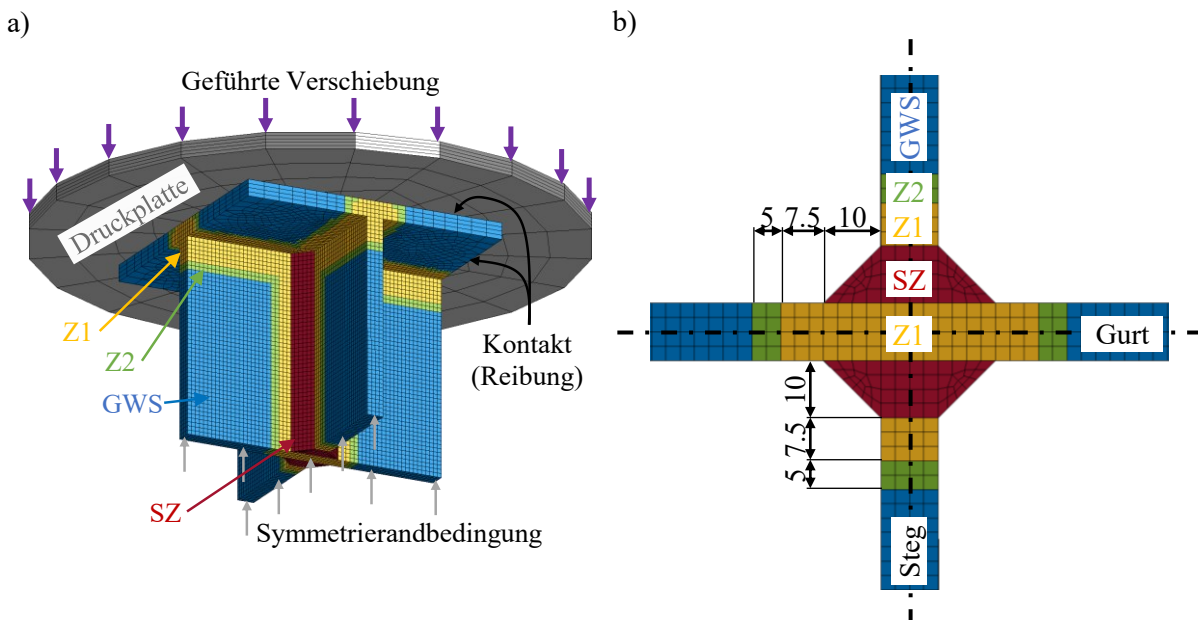 a)
Geführte Verschiebung
Druckplatte
Z1
Z2
GWS
SZ
Kontakt
(Reibung)
Symmetrierandbedingung
b)
GWS
Z2
Z1
5 7.5 10
SZ
Z1
Gurt
10
7.5
5
Steg